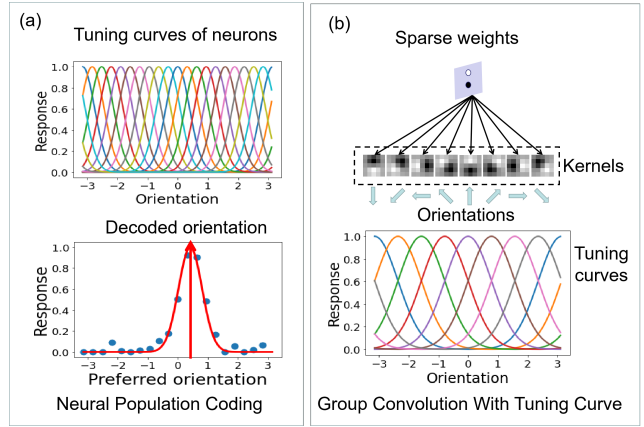 (a)
Tuning curves of neurons
1.0
0.8
0.6
0.4
0.2
0.0
Response
−3 −2 −1 0 1 2 3
Orientation
Decoded orientation
1.0
0.8
0.6
0.4
0.2
0.0
Response
−3 −2 −1 0 1 2 3
Preferred orientation
Neural Population Coding
(b)
Sparse weights
Kernels
Orientations
1.0
0.8
0.6
0.4
0.2
0.0
Response
Tuning
curves
−3 −2 −1 0 1 2 3
Orientation
Group Convolution With Tuning Curve